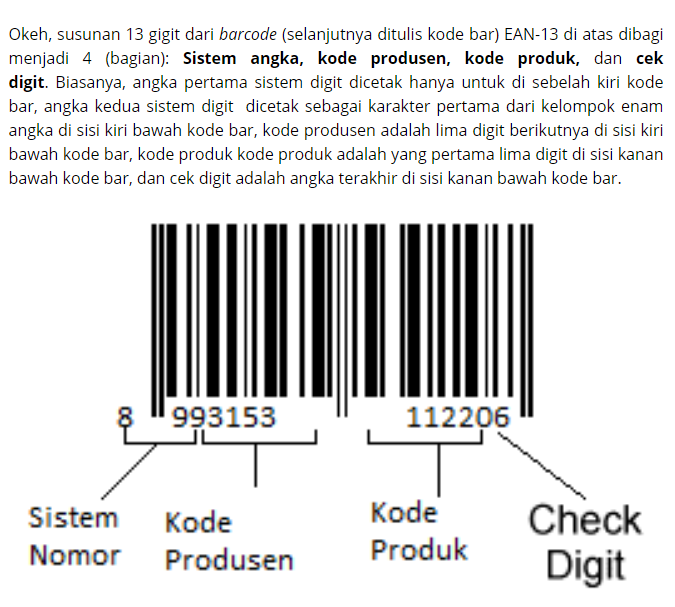 Okeh, susunan 13 gigit dari barcode (selanjutnya ditulis kode bar) EAN-13 di atas dibagi
menjadi 4 (bagian): Sistem angka, kode produsen, kode produk, dan cek
digit. Biasanya, angka pertama sistem digit dicetak hanya untuk di sebelah kiri kode
bar, angka kedua sistem digit dicetak sebagai karakter pertama dari kelompok enam
angka di sisi kiri bawah kode bar, kode produsen adalah lima digit berikutnya di sisi kiri
bawah kode bar, kode produk kode produk adalah yang pertama lima digit di sisi kanan
bawah kode bar, dan cek digit adalah angka terakhir di sisi kanan bawah kode bar.
8 993153 112206
Sistem Nomor
Kode Produsen
Kode Produk
Check Digit